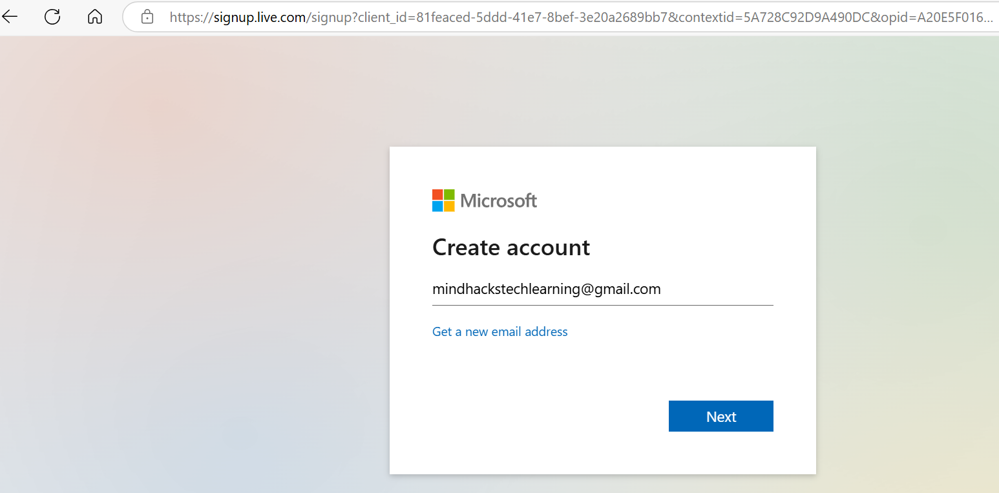 https://signup.live.com/signup?client_id=81feaced-5ddd-41e7-8bef-3e20a2689bb7&contextid=5A728C92D9A490DC&opid=A20E5F016...
Microsoft
Create account
mindhackstechlearning@gmail.com
Get a new email address
Next